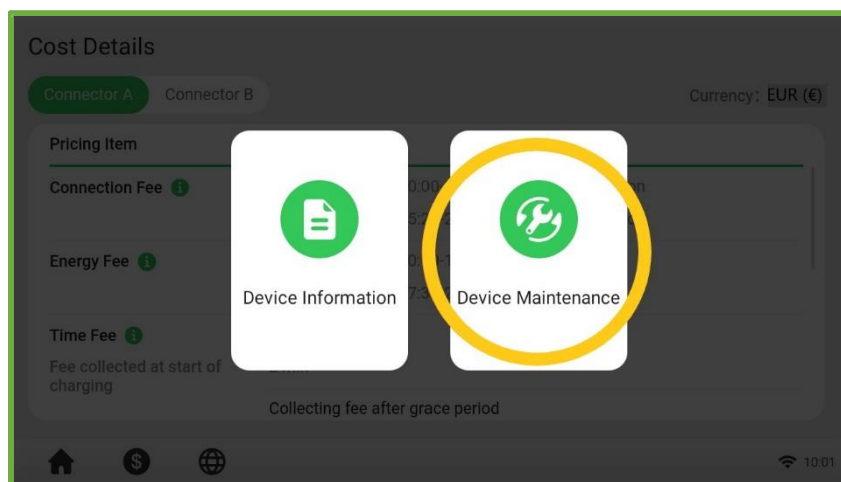 Cost Details
Connector A
Connector B
Currency: EUR (€)
Pricing Item
Connection Fee
Energy Fee
Device Information
Device Maintenance
Time Fee
Fee collected at start of
charging
Collecting fee after grace period
10:01